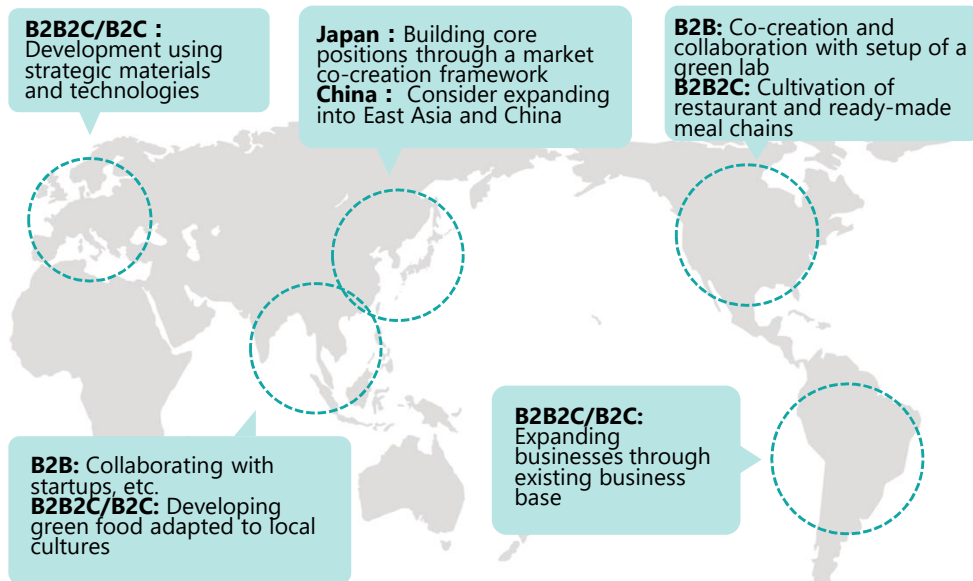 B2B2C/B2C：
Development using
strategic materials
and technologies
Japan：Building core
positions through a market
co-creation framework
China： Consider expanding
into East Asia and China
B2B: Co-creation and
collaboration with setup of a
green lab
B2B2C: Cultivation of
restaurant and ready-made
meal chains
B2B: Collaborating with
startups, etc.
B2B2C/B2C: Developing
green food adapted to local
cultures
B2B2C/B2C:
Expanding
businesses through
existing business
base